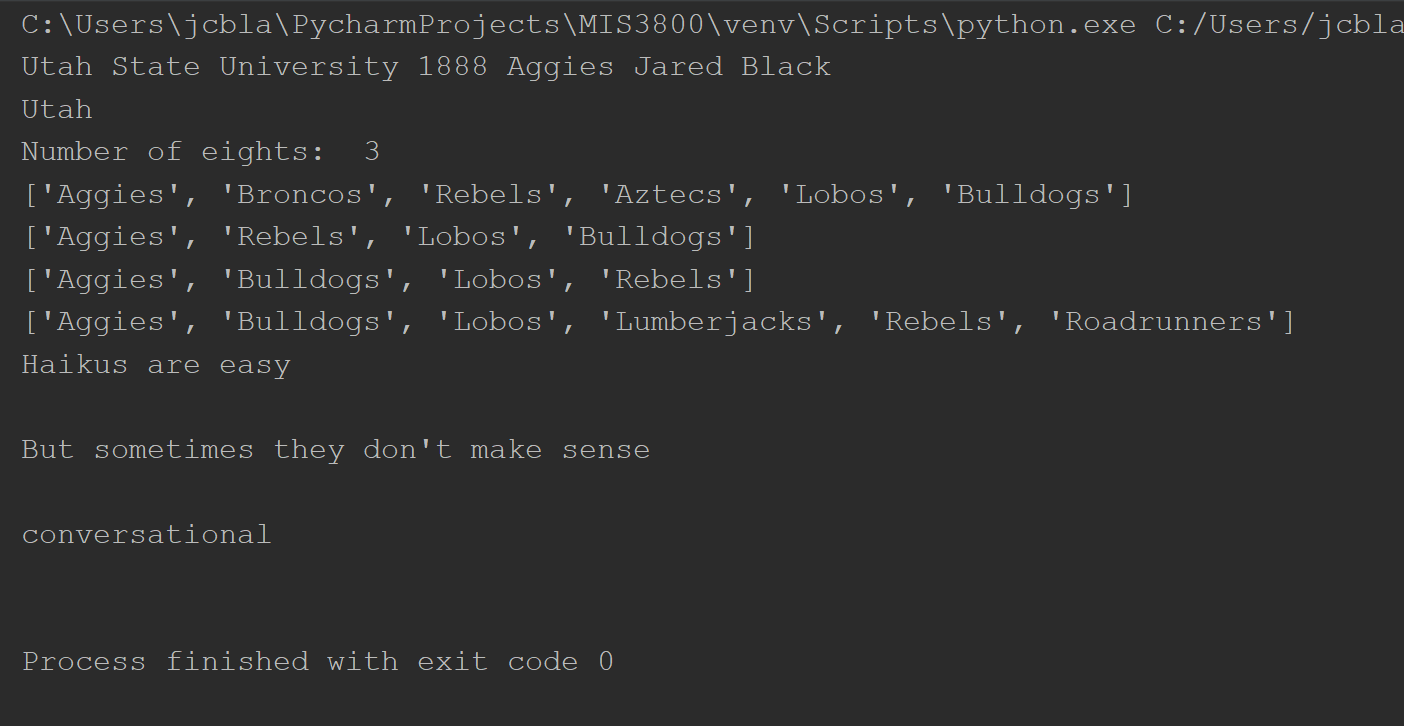 C:\Users\jcbla\PycharmProjects\MIS3800\venv\Scripts\python.exe C:/Users/jcbla
Utah State University 1888 Aggies Jared Black
Utah
Number of eights:  3
['Aggies', 'Broncos', 'Rebels', 'Aztecs', 'Lobos', 'Bulldogs']
['Aggies', 'Rebels', 'Lobos', 'Bulldogs']
['Aggies', 'Bulldogs', 'Lobos', 'Rebels']
['Aggies', 'Bulldogs', 'Lobos', 'Lumberjacks', 'Rebels', 'Roadrunners']
Haikus are easy
But sometimes they don't make sense
conversational
Process finished with exit code 0